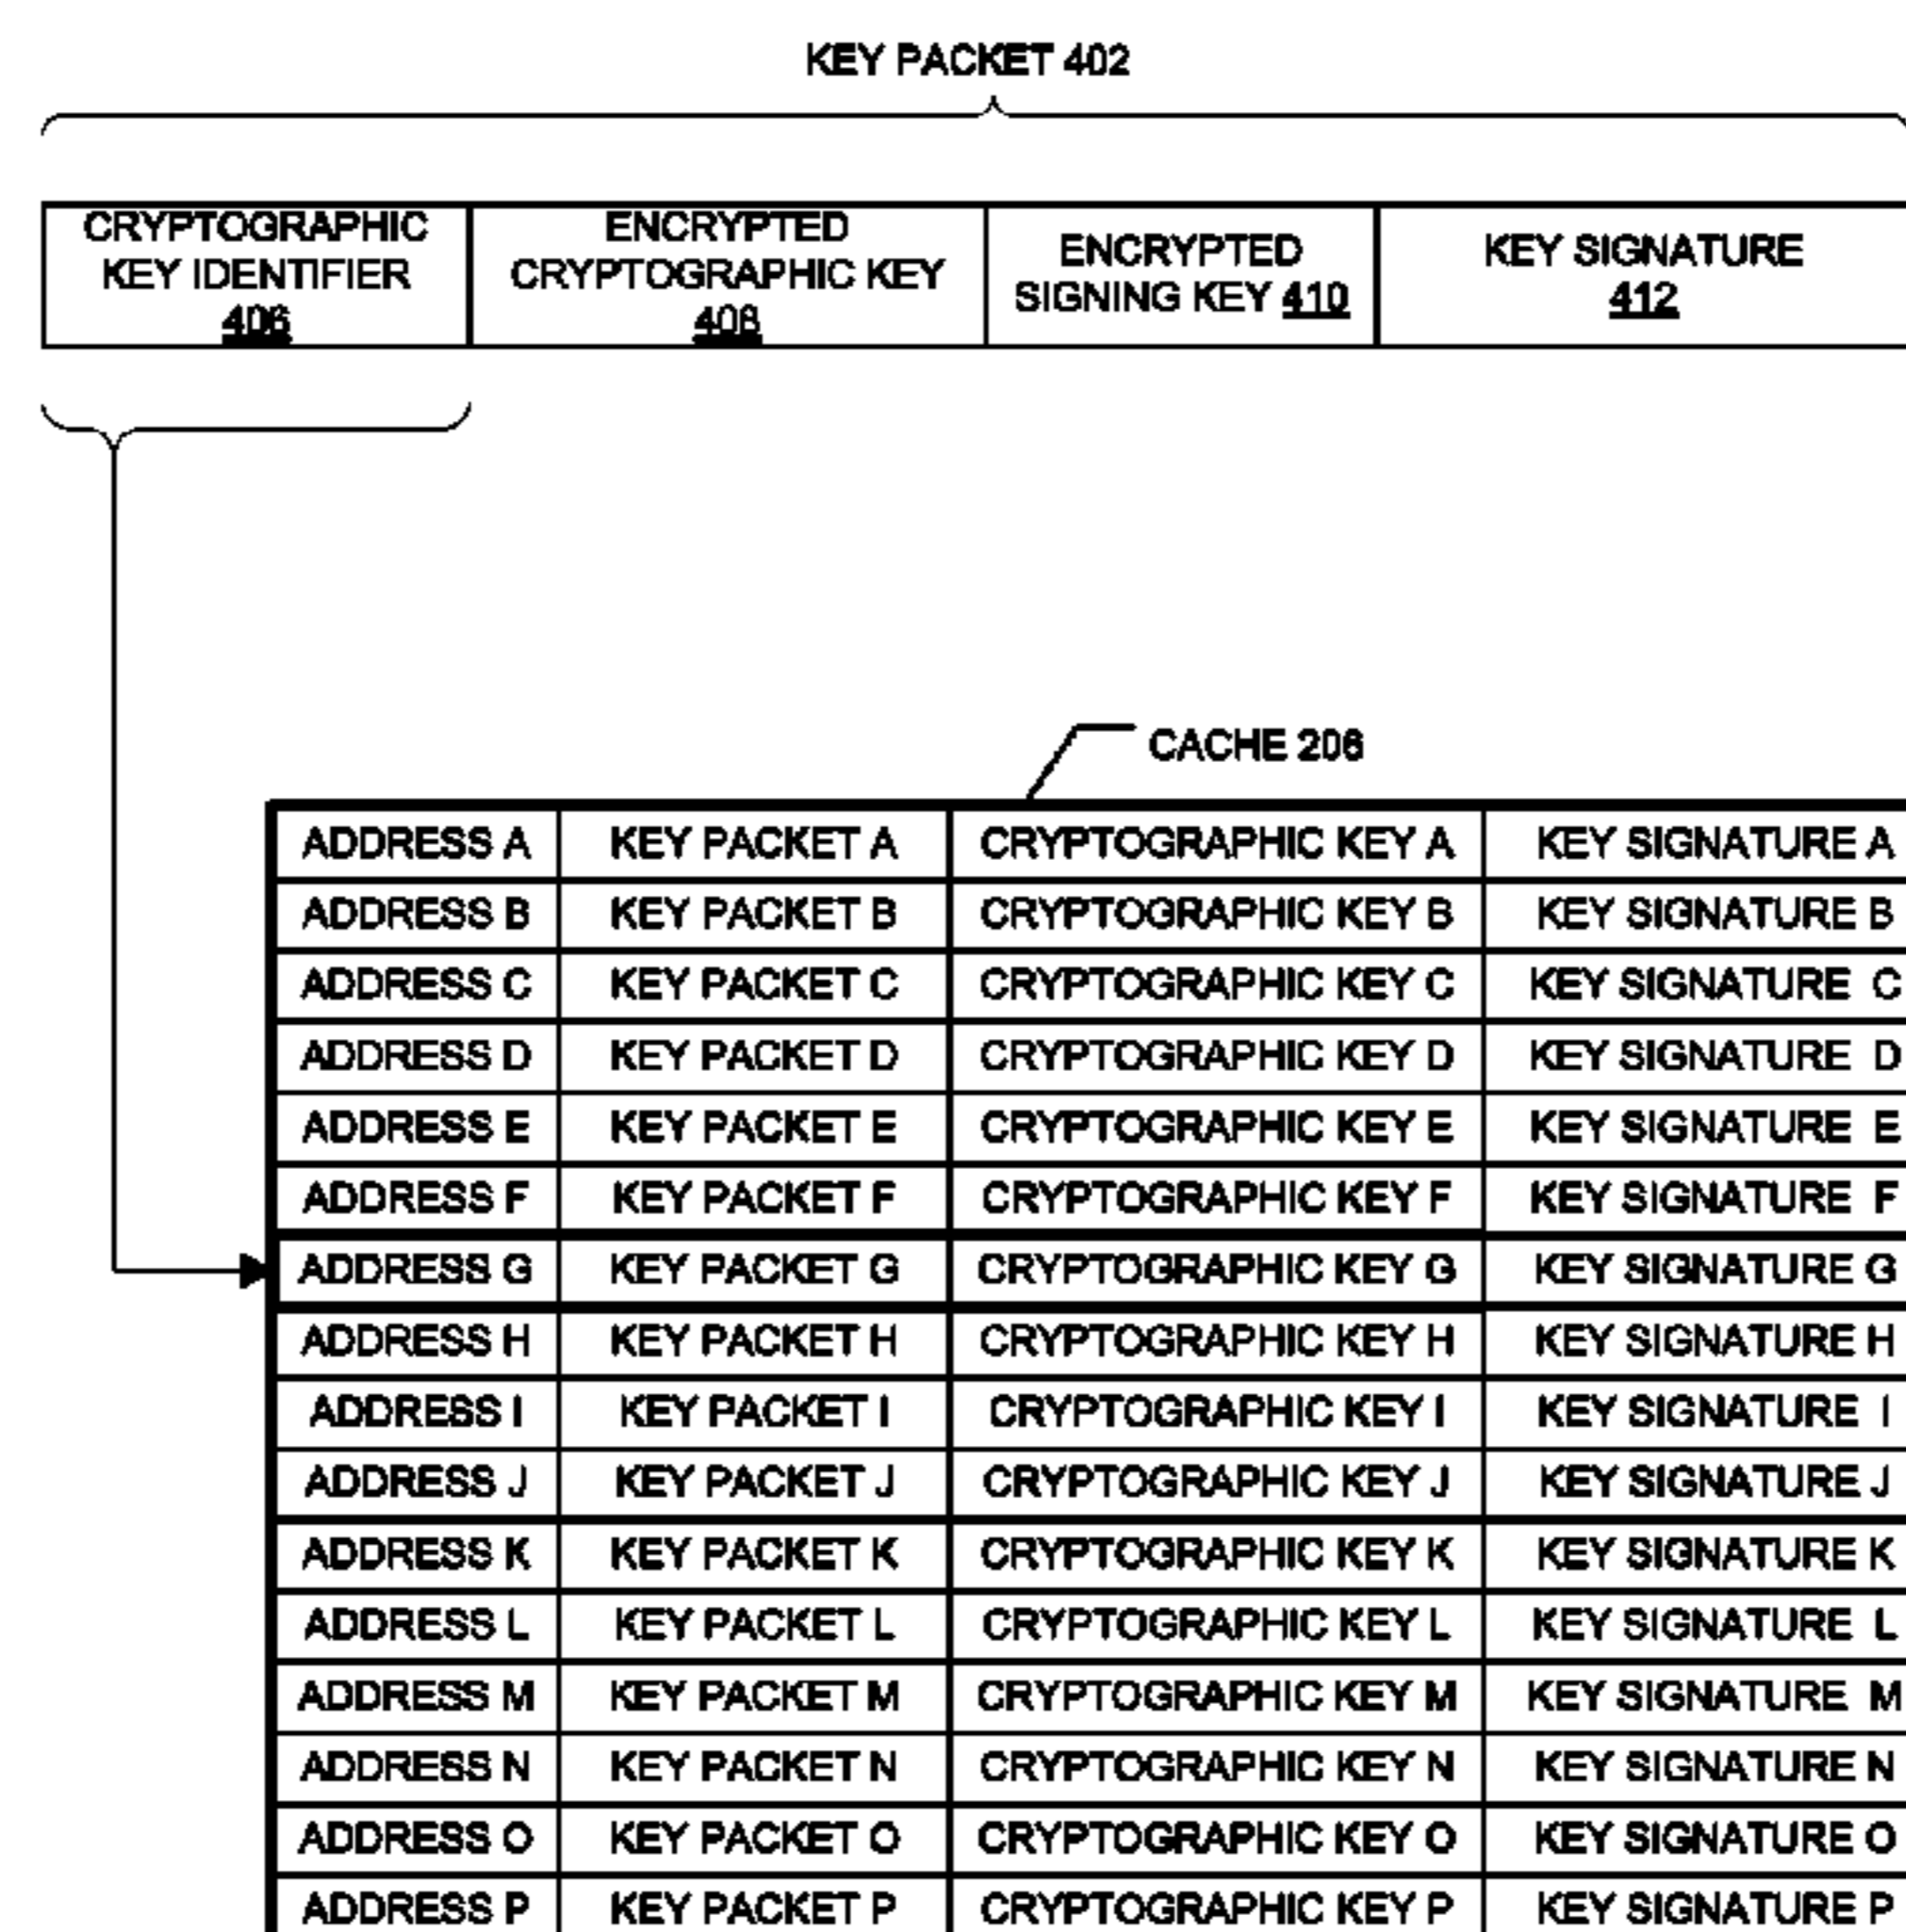 KEY PACKET 402
CRYPTOGRAPHIC
KEY IDENTIFIER
406
ENCRYPTED
CRYPTOGRAPHIC KEY
408
ENCRYPTED
SIGNING KEY 410
KEY SIGNATURE
412
CACHE 206
ADDRESS A KEY PACKET A CRYPTOGRAPHIC KEY A KEY SIGNATURE A
ADDRESS B KEY PACKET B CRYPTOGRAPHIC KEY B KEY SIGNATURE B
ADDRESS C KEY PACKET C CRYPTOGRAPHIC KEY C KEY SIGNATURE C
ADDRESS D KEY PACKET D CRYPTOGRAPHIC KEY D KEY SIGNATURE D
ADDRESS E KEY PACKET E CRYPTOGRAPHIC KEY E KEY SIGNATURE E
ADDRESS F KEY PACKET F CRYPTOGRAPHIC KEY F KEY SIGNATURE F
ADDRESS G KEY PACKET G CRYPTOGRAPHIC KEY G KEY SIGNATURE G
ADDRESS H KEY PACKET H CRYPTOGRAPHIC KEY H KEY SIGNATURE H
ADDRESS I KEY PACKET I CRYPTOGRAPHIC KEY I KEY SIGNATURE I
ADDRESS J KEY PACKET J CRYPTOGRAPHIC KEY J KEY SIGNATURE J
ADDRESS K KEY PACKET K CRYPTOGRAPHIC KEY K KEY SIGNATURE K
ADDRESS L KEY PACKET L CRYPTOGRAPHIC KEY L KEY SIGNATURE L
ADDRESS M KEY PACKET M CRYPTOGRAPHIC KEY M KEY SIGNATURE M
ADDRESS N KEY PACKET N CRYPTOGRAPHIC KEY N KEY SIGNATURE N
ADDRESS O KEY PACKET O CRYPTOGRAPHIC KEY O KEY SIGNATURE O
ADDRESS P KEY PACKET P CRYPTOGRAPHIC KEY P KEY SIGNATURE P